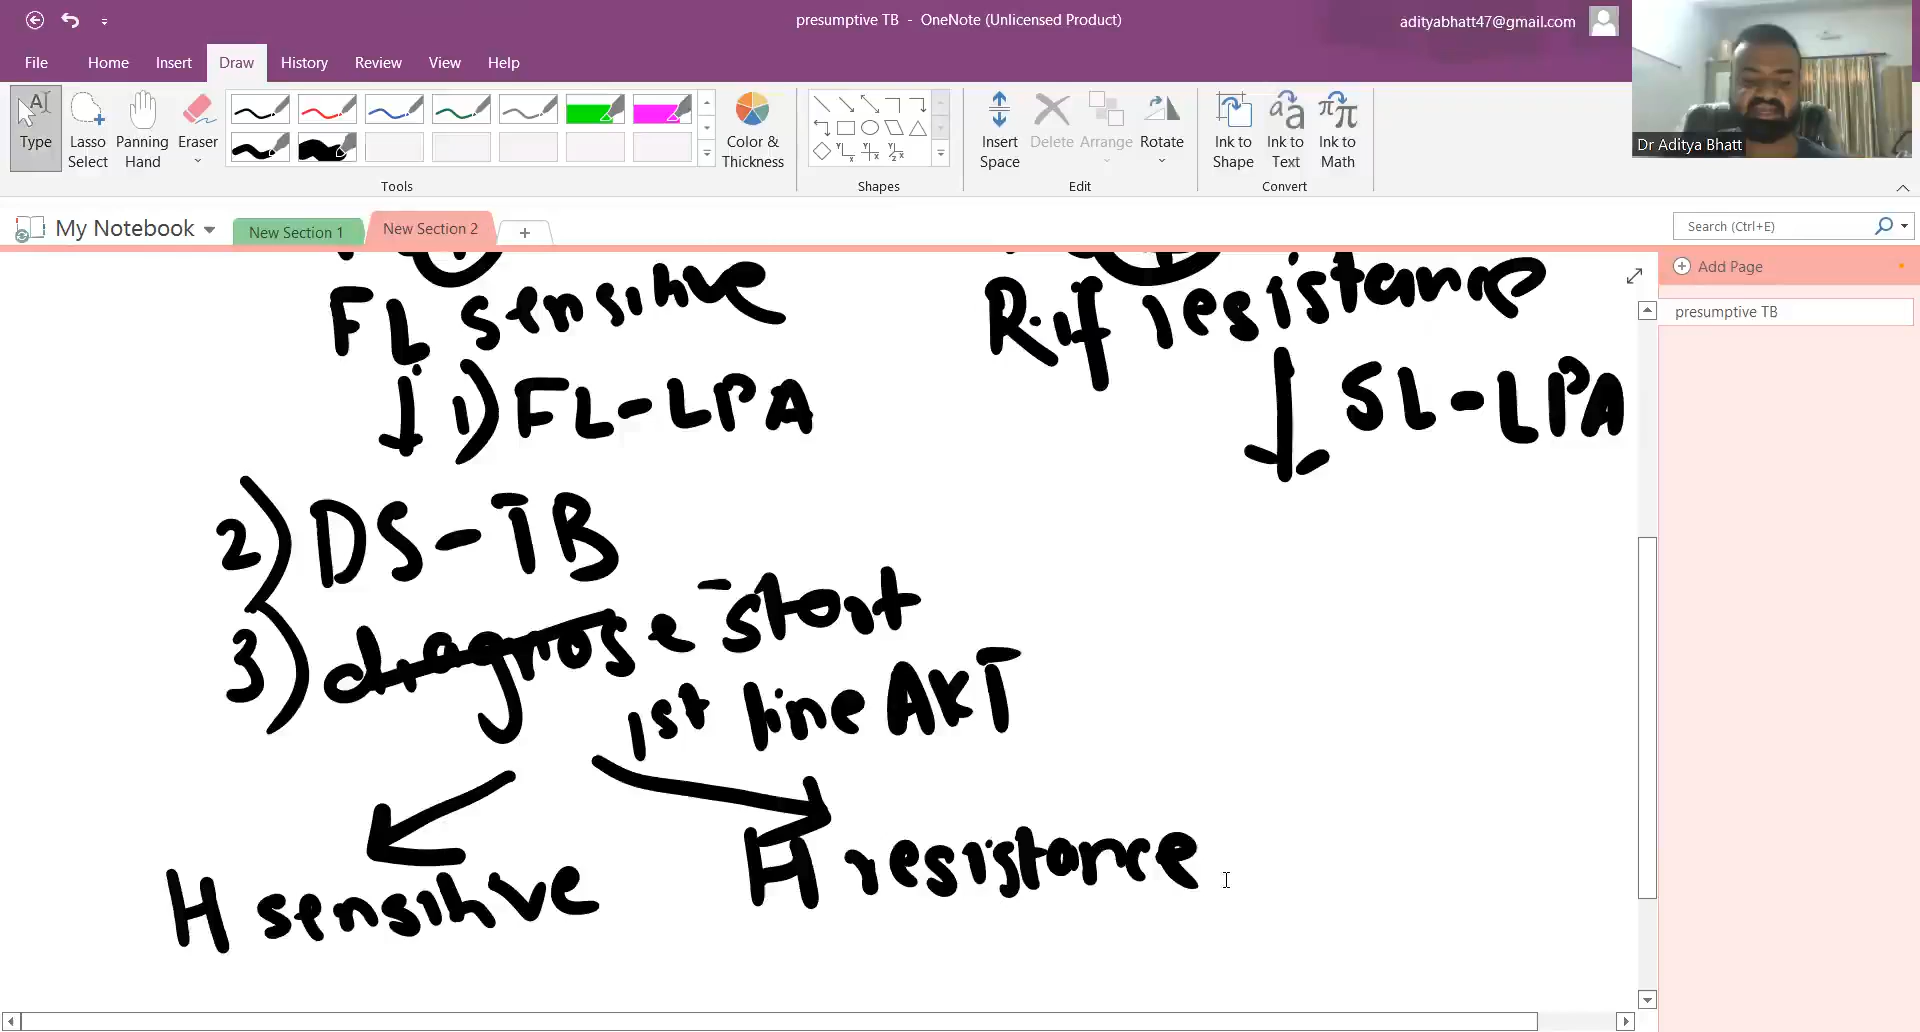 presumptive TB - OneNote (Unlicensed Product)
adityabhatt47@gmail.com
File Home Insert Draw History Review View Help
Type
Lasso Select
Panning Hand
Eraser
Color & Thickness
Insert Space
Delete
Arrange
Rotate
Ink to Shape
Ink to Text
Ink to Math
Tools
Shapes
Edit
Convert
Dr Aditya Bhatt
My Notebook
New Section 1
New Section 2
Search (Ctrl+E)
Add Page
presumptive TB
FL sensitive
Rif resistance
1) FL-LPA
SL-LPA
2) DS-TB
3) diagnose - start
1st line AKT
H sensitive
H resistance